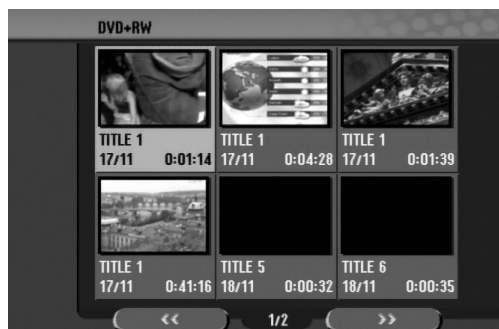 DVD+RW
TITLE 1
17/11 0:01:14
TITLE 1
17/11 0:04:28
TITLE 1
17/11 0:01:39
TITLE 1
17/11 0:41:16
TITLE 5
18/11 0:00:32
TITLE 6
18/11 0:00:35
<< 1/2 >>